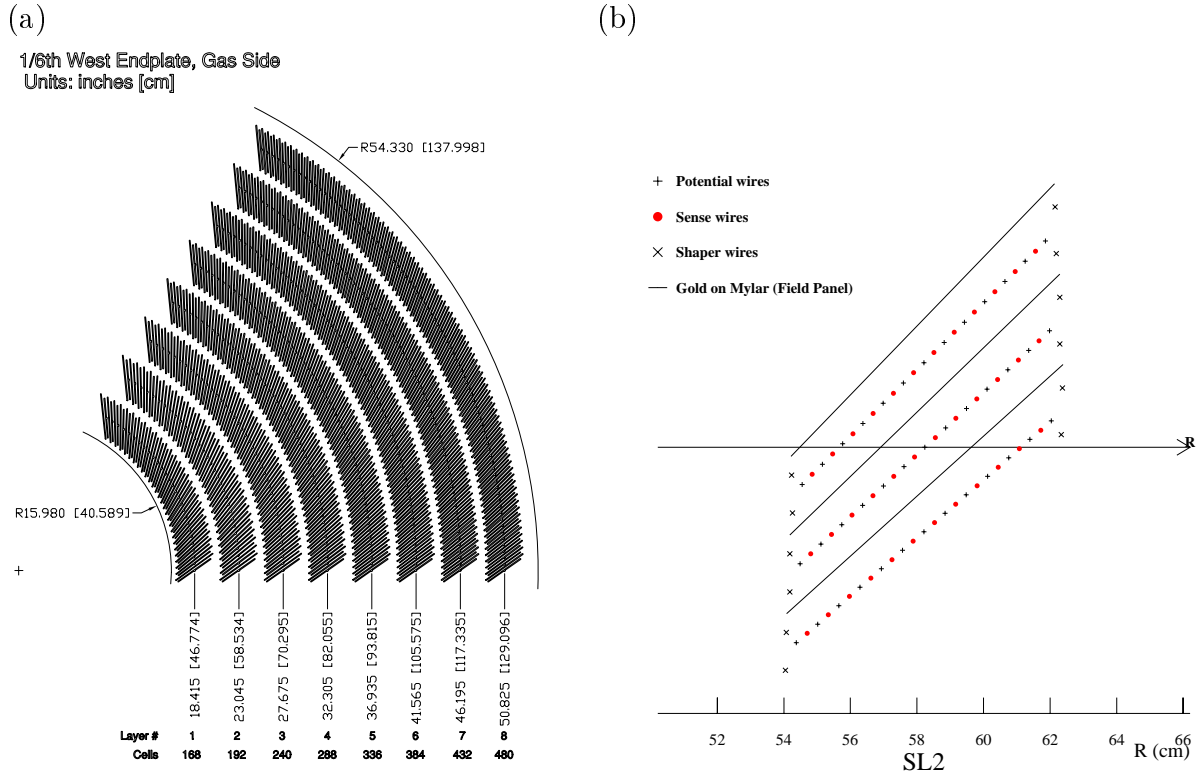 (a)
1/6th West Endplate, Gas Side
Units: inches [cm]
R54.330 [137.998]
R15.980 [40.589]
18.415 [46.774]
23.045 [58.534]
27.675 [70.295]
32.305 [82.055]
36.935 [93.815]
41.565 [105.575]
46.195 [117.335]
50.825 [129.096]
Layer # 1 2 3 4 5 6 7 8
Cells 168 192 240 288 336 384 432 480
(b)
Potential wires
Sense wires
Shaper wires
Gold on Mylar (Field Panel)
R
52 54 56 58 60 62 64 66
R (cm)
SL2